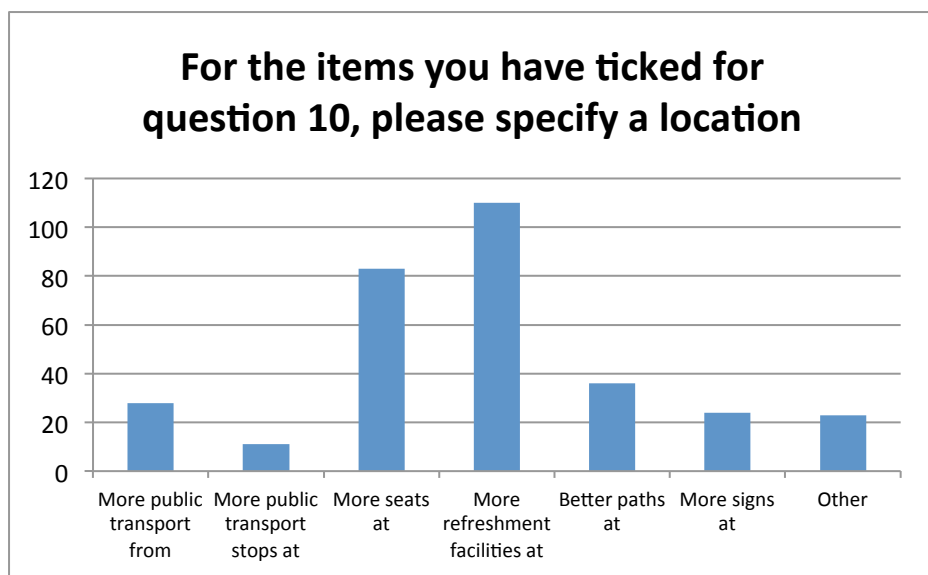 For the items you have ticked for
question 10, please specify a location
120
100
80
60
40
20
0
More public
transport
from
More public
transport
stops at
More seats
at
More
refreshment
facilities at
Better paths
at
More signs
at
Other